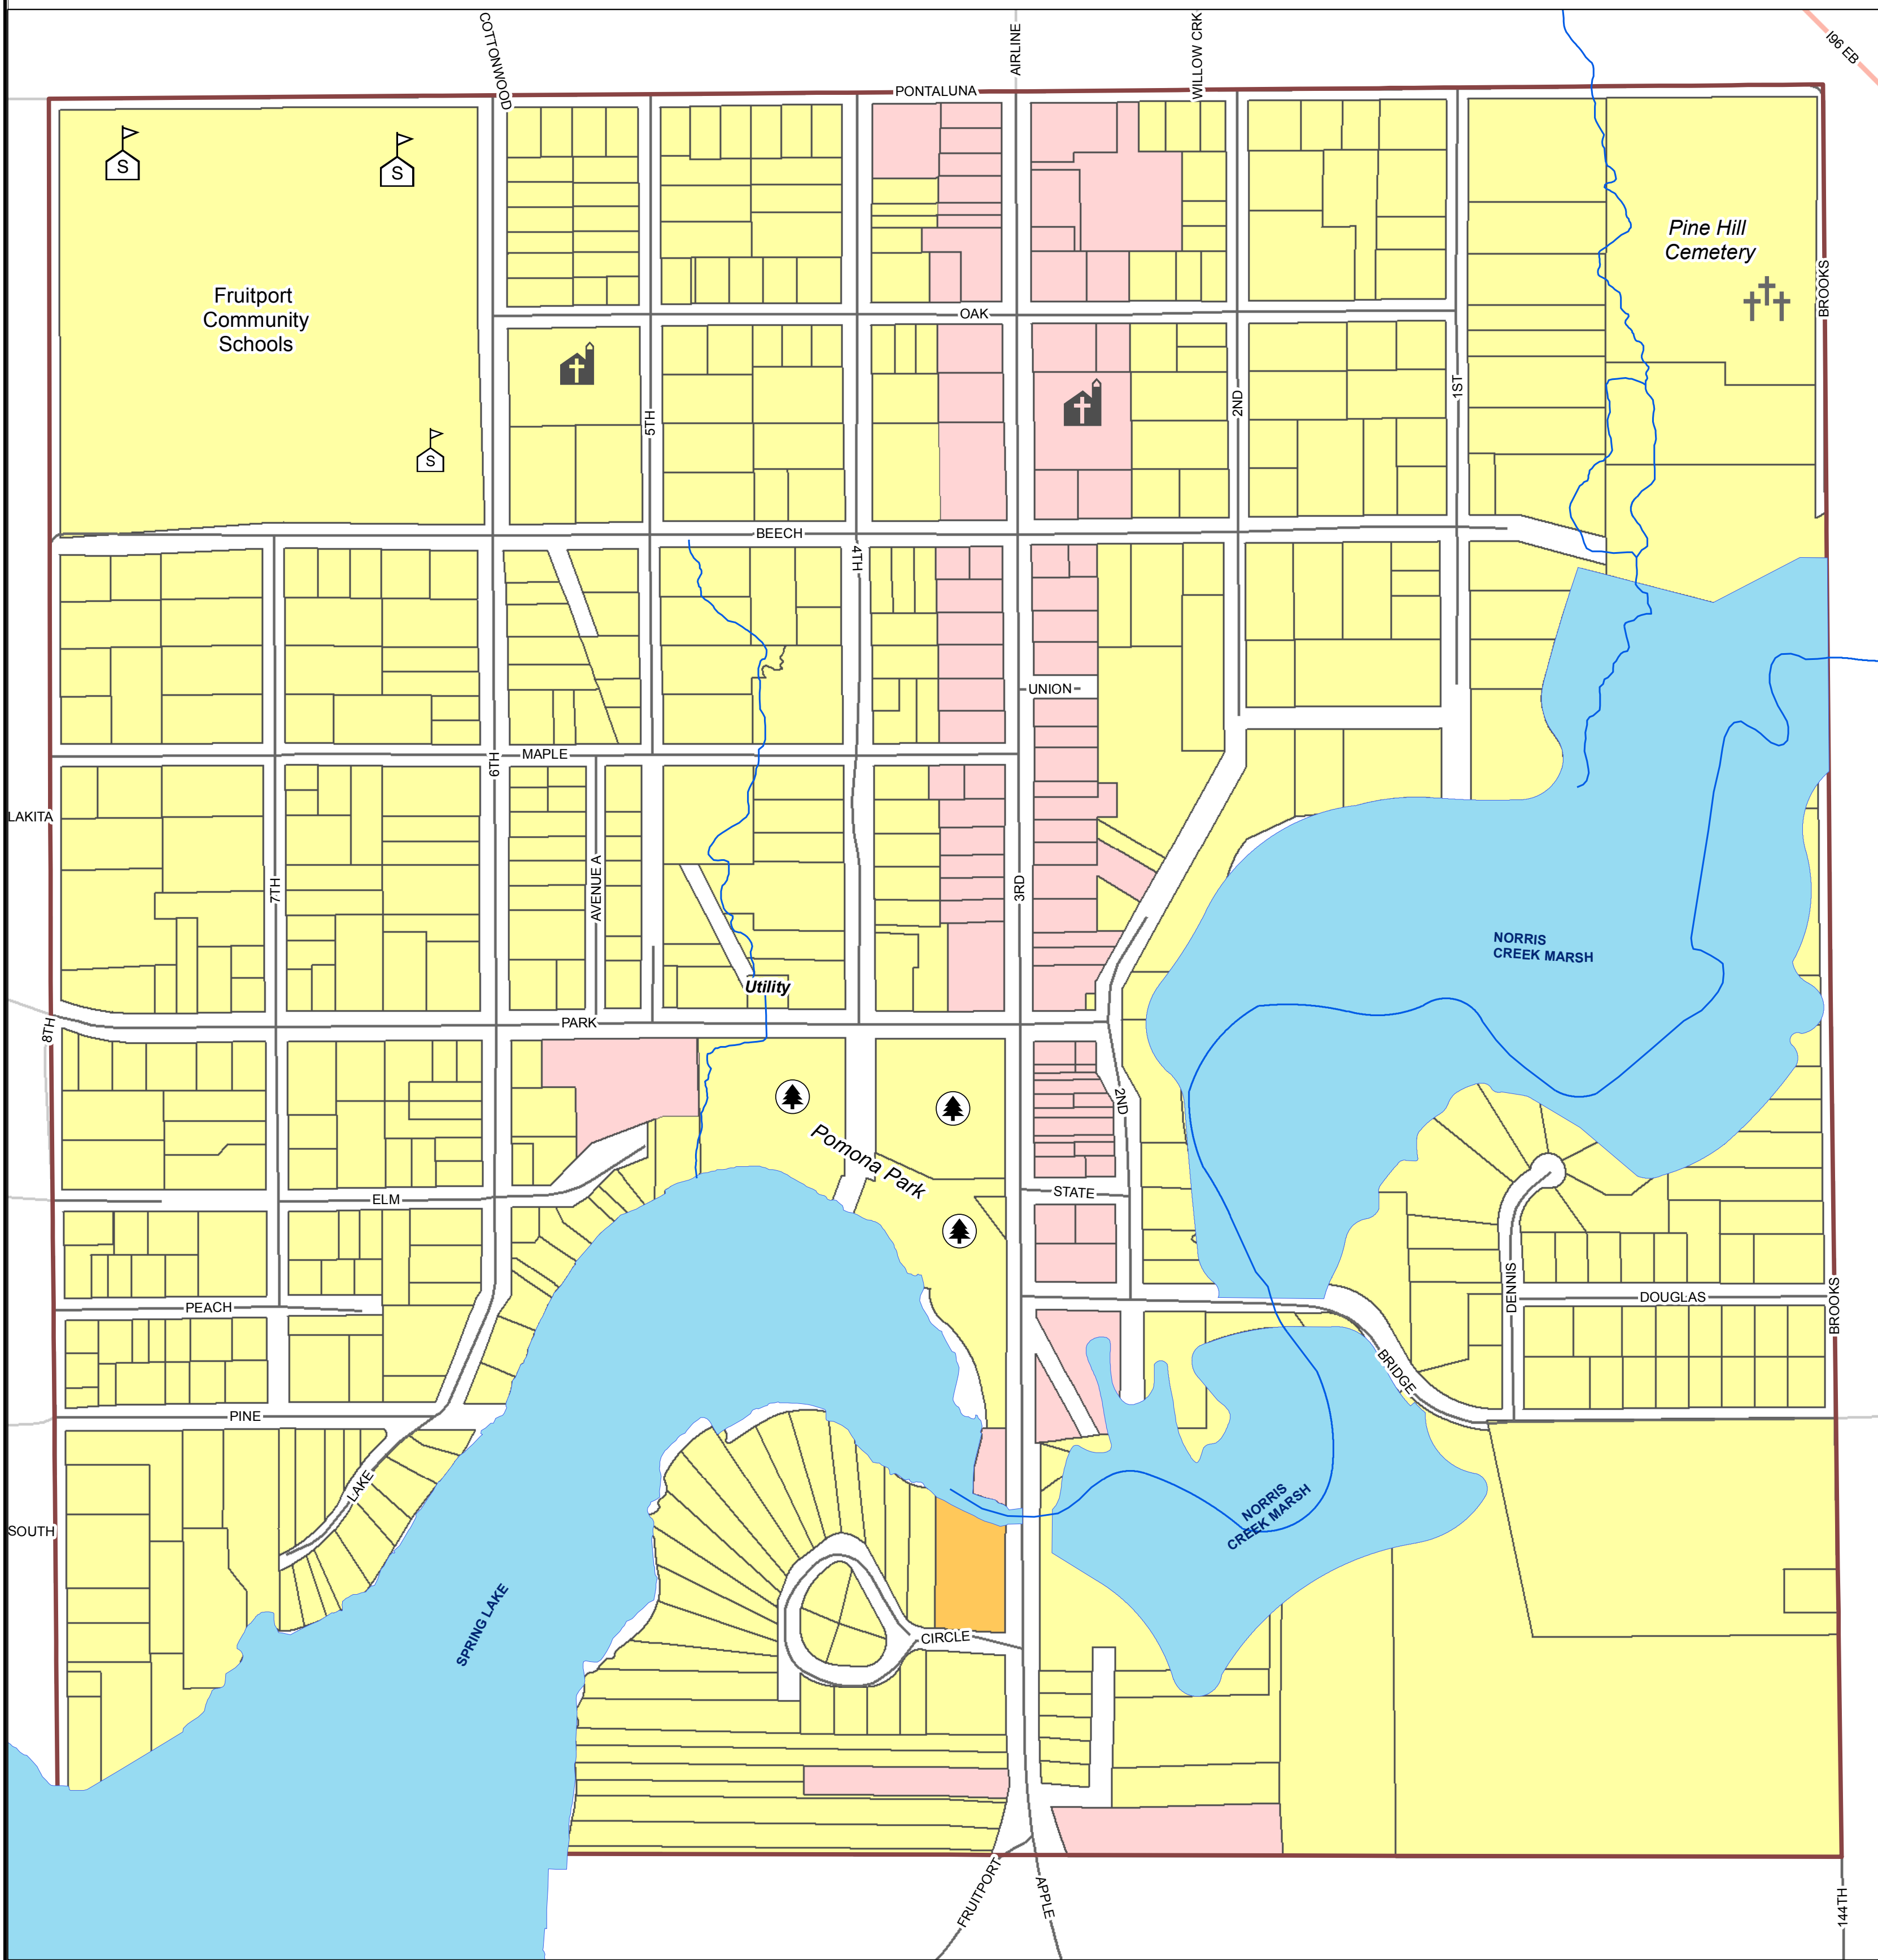 COTTONWOOD
AIRLINE
WILLOW CRK
I96 EB
PONTALUNA
S
S
Pine Hill
Cemetery
Fruitport
Community
Schools
BROOKS
OAK
5TH
2ND
1ST
S
BEECH
4TH
UNION
MAPLE
6TH
LAKITA
7TH
AVENUE A
3RD
NORRIS
CREEK MARSH
Utility
8TH
PARK
2ND
Pomona Park
STATE
ELM
DENNIS
DOUGLAS
BROOKS
PEACH
BRIDGE
PINE
LAKE
NORRIS
CREEK MARSH
SOUTH
SPRING LAKE
CIRCLE
FRUITPORT
APPLE
144TH